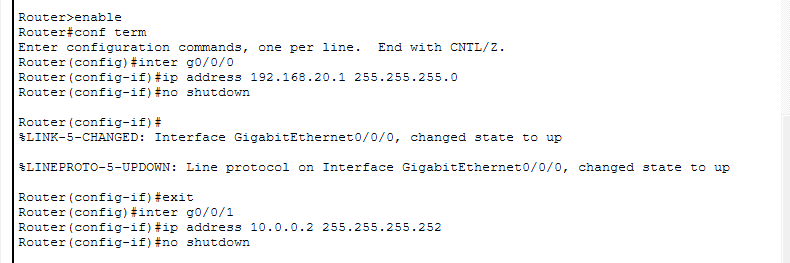 Router>enable
Router#conf term
Enter configuration commands, one per line.  End with CNTL/Z.
Router(config)#inter g0/0/0
Router(config-if)#ip address 192.168.20.1 255.255.255.0
Router(config-if)#no shutdown
Router(config-if)#
%LINK-5-CHANGED: Interface GigabitEthernet0/0/0, changed state to up
%LINEPROTO-5-UPDOWN: Line protocol on Interface GigabitEthernet0/0/0, changed state to up
Router(config-if)#exit
Router(config)#inter g0/0/1
Router(config-if)#ip address 10.0.0.2 255.255.255.252
Router(config-if)#no shutdown